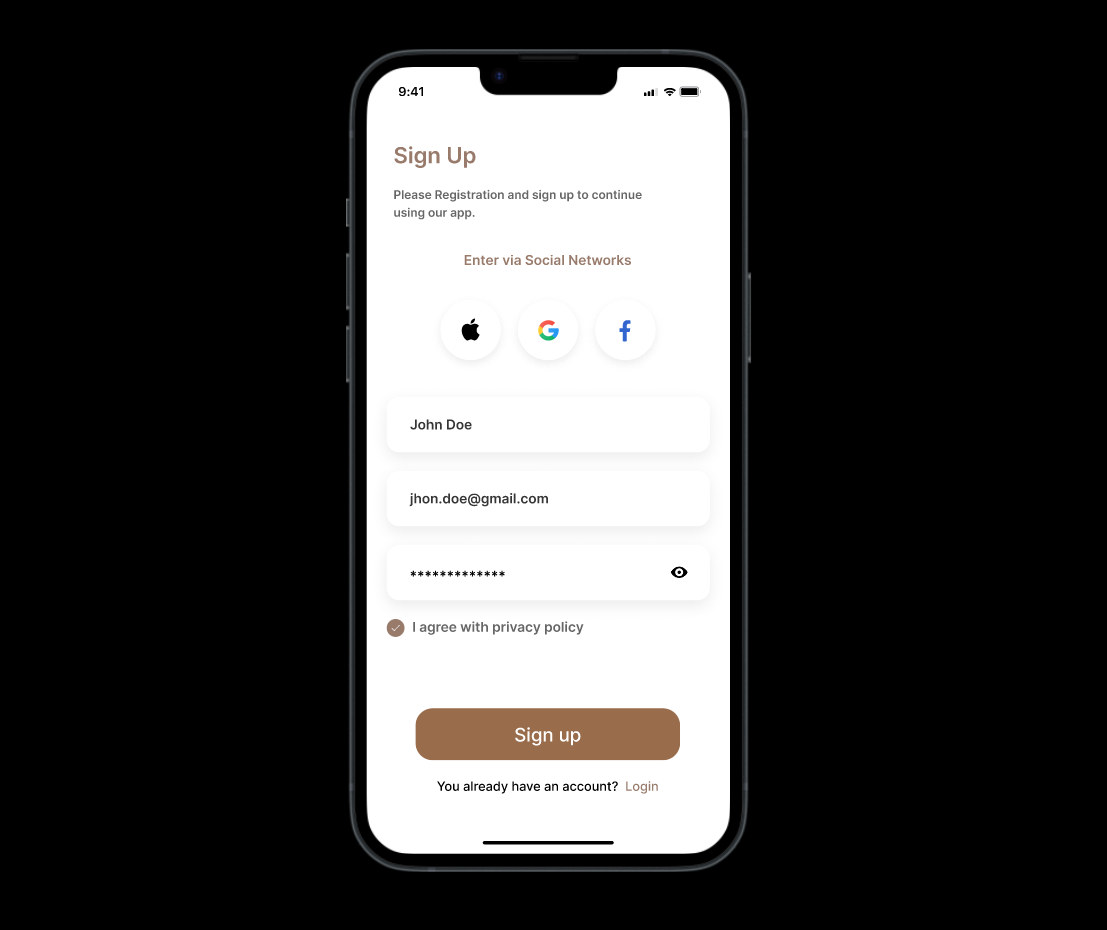 9:41
Sign Up
Please Registration and sign up to continue
using our app.
Enter via Social Networks
John Doe
jhon.doe@gmail.com
*************
I agree with privacy policy
Sign up
You already have an account? Login